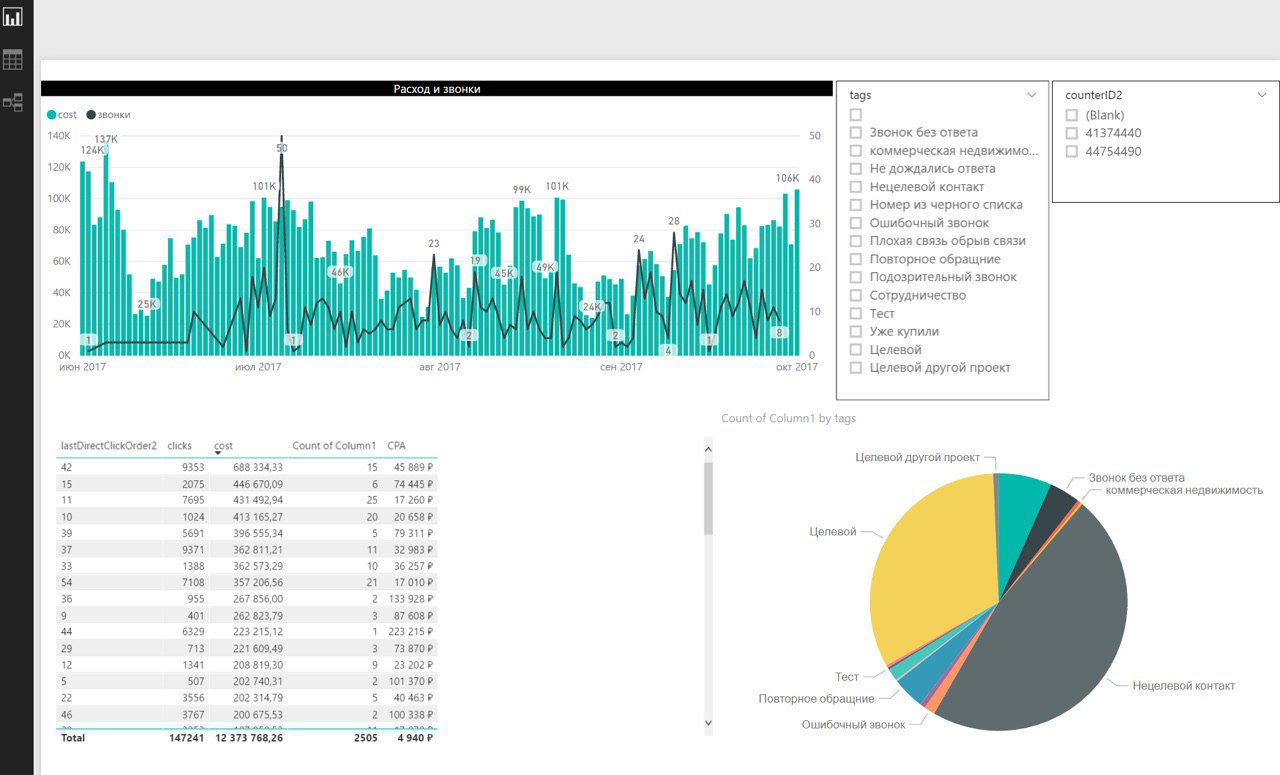 Расход и звонки
cost звонки
140K
120K
100K
80K
60K
40K
20K
0K
50
40
30
20
10
0
124K
137K
1
25K
101K
50
1
46K
23
2
19
45K
99K
49K
101K
24K
2
24
4
28
1
106K
8
июн 2017
июл 2017
авг 2017
сен 2017
окт 2017
tags
Звонок без ответа
коммерческая недвижимо...
Не дождались ответа
Нецелевой контакт
Номер из черного списка
Ошибочный звонок
Плохая связь обрыв связи
Повторное обращние
Подозрительный звонок
Сотрудничество
Тест
Уже купили
Целевой
Целевой другой проект
counterID2
(Blank)
41374440
44754490
lastDirectClickOrder2 clicks cost Count of Column1 CPA
42 9353 688 334,33 15 45 889 ₽
15 2075 446 670,09 6 74 445 ₽
11 7695 431 492,94 25 17 260 ₽
10 1024 413 165,27 20 20 658 ₽
39 5691 396 555,34 5 79 311 ₽
37 9371 362 811,21 11 32 983 ₽
33 1388 362 573,29 10 36 257 ₽
54 7108 357 206,56 21 17 010 ₽
36 955 267 856,00 2 133 928 ₽
9 401 262 823,79 3 87 608 ₽
44 6329 223 215,12 1 223 215 ₽
29 713 221 609,49 3 73 870 ₽
12 1341 208 819,30 9 23 202 ₽
5 507 202 740,31 2 101 370 ₽
22 3556 202 314,79 5 40 463 ₽
46 3767 200 675,53 2 100 338 ₽
Total 147241 12 373 768,26 2505 4 940 ₽
Count of Column1 by tags
Целевой другой проект
Звонок без ответа
коммерческая недвижимость
Целевой
Тест
Повторное обращние
Ошибочный звонок
Нецелевой контакт